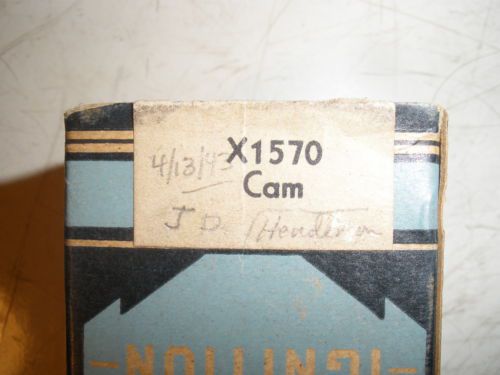 X1570
4/13/45
Cam
J D Henderson
- IGNITION -